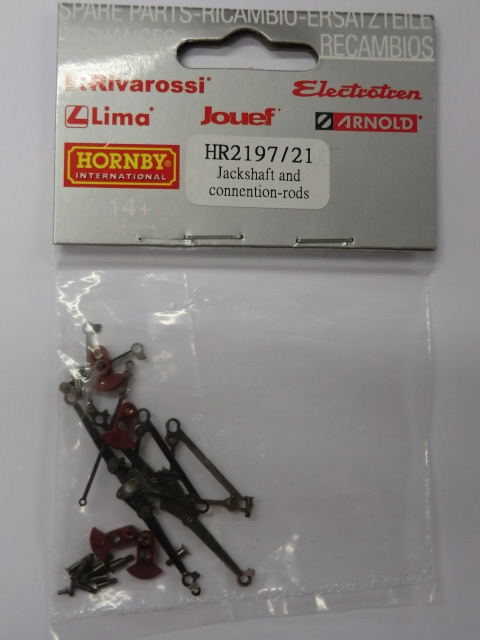 SPARE PARTS-RICAMBIO-ERSATZTEILE
RECHANGES RECAMBIOS
Rivarossi Electrotren
Lima Jouef ARNOLD
HORNBY
INTERNATIONAL
HR2197/21
Jackshaft and
connention-rods
14+